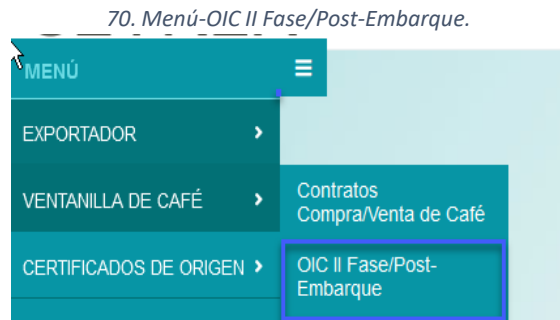 70. Menú-OIC II Fase/Post-Embarque.
MENÚ
EXPORTADOR
VENTANILLA DE CAFÉ
Contratos
Compra/Venta de Café
CERTIFICADOS DE ORIGEN
OIC II Fase/Post-
Embarque